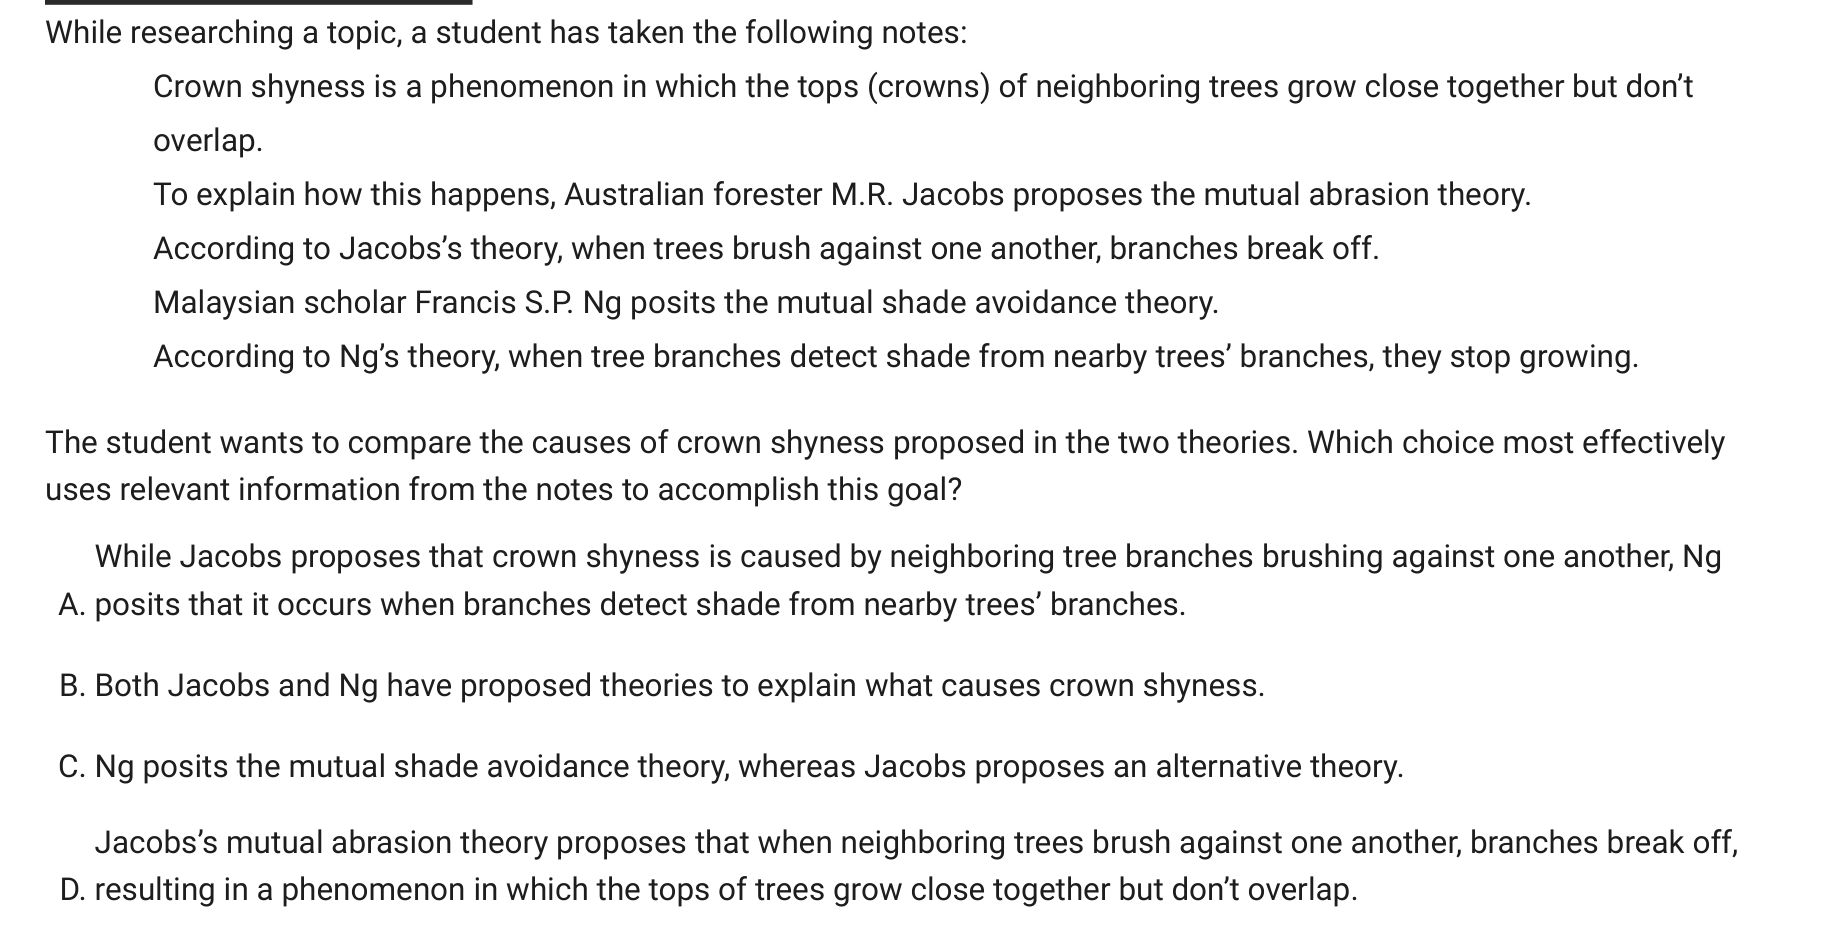 While researching a topic, a student has taken the following notes:
Crown shyness is a phenomenon in which the tops (crowns) of neighboring trees grow close together but don’t
overlap.
To explain how this happens, Australian forester M.R. Jacobs proposes the mutual abrasion theory.
According to Jacobs’s theory, when trees brush against one another, branches break off.
Malaysian scholar Francis S.P. Ng posits the mutual shade avoidance theory.
According to Ng’s theory, when tree branches detect shade from nearby trees’ branches, they stop growing.
The student wants to compare the causes of crown shyness proposed in the two theories. Which choice most effectively
uses relevant information from the notes to accomplish this goal?
While Jacobs proposes that crown shyness is caused by neighboring tree branches brushing against one another, Ng
A. posits that it occurs when branches detect shade from nearby trees’ branches.
B. Both Jacobs and Ng have proposed theories to explain what causes crown shyness.
C. Ng posits the mutual shade avoidance theory, whereas Jacobs proposes an alternative theory.
Jacobs’s mutual abrasion theory proposes that when neighboring trees brush against one another, branches break off,
D. resulting in a phenomenon in which the tops of trees grow close together but don’t overlap.